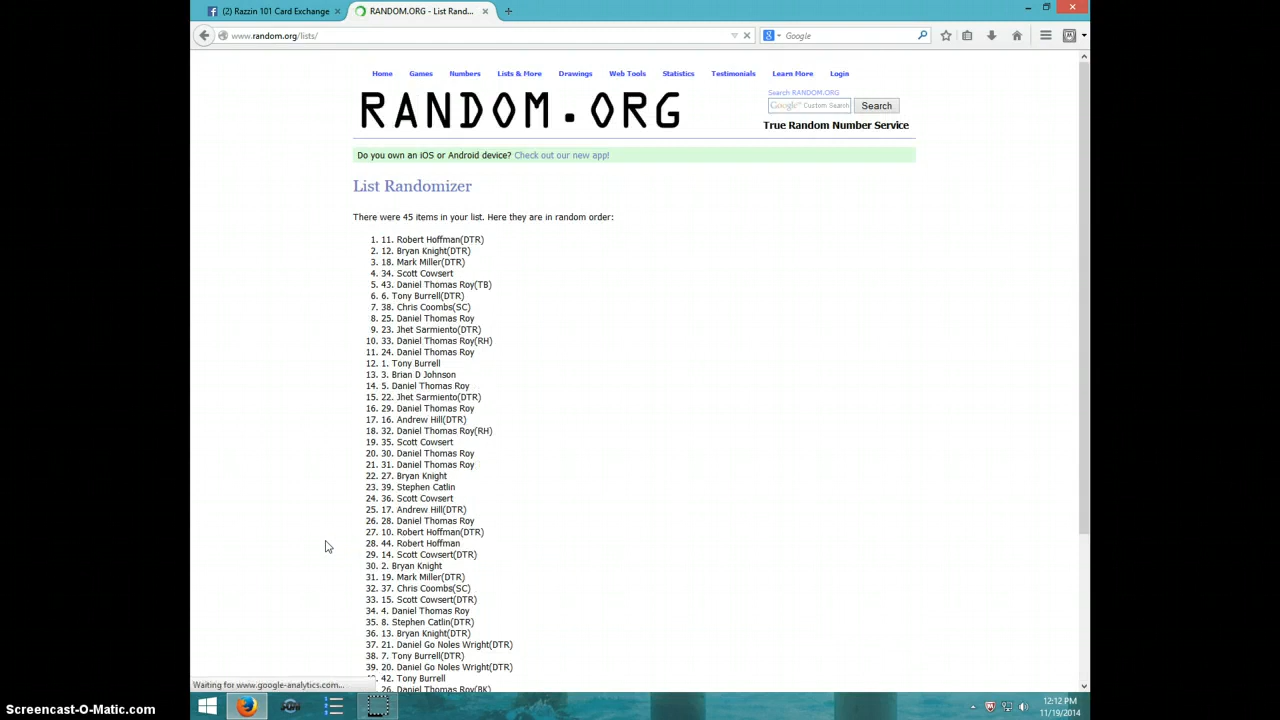 (2) Razzin 101 Card Exchange
RANDOM.ORG - List Rand...
www.random.org/lists/
Google
Home Games Numbers Lists & More Drawings Web Tools Statistics Testimonials Learn More Login
Search RANDOM.ORG
RANDOM.ORG
Google™ Custom Search
Search
True Random Number Service
Do you own an iOS or Android device? Check out our new app!
List Randomizer
There were 45 items in your list. Here they are in random order:
1. 11. Robert Hoffman(DTR)
2. 12. Bryan Knight(DTR)
3. 18. Mark Miller(DTR)
4. 34. Scott Cowsert
5. 43. Daniel Thomas Roy(TB)
6. 6. Tony Burrell(DTR)
7. 38. Chris Coombs(SC)
8. 25. Daniel Thomas Roy
9. 23. Jhet Sarmiento(DTR)
10. 33. Daniel Thomas Roy(RH)
11. 24. Daniel Thomas Roy
12. 1. Tony Burrell
13. 3. Brian D Johnson
14. 5. Daniel Thomas Roy
15. 22. Jhet Sarmiento(DTR)
16. 29. Daniel Thomas Roy
17. 16. Andrew Hill(DTR)
18. 32. Daniel Thomas Roy(RH)
19. 35. Scott Cowsert
20. 30. Daniel Thomas Roy
21. 31. Daniel Thomas Roy
22. 27. Bryan Knight
23. 39. Stephen Catlin
24. 36. Scott Cowsert
25. 17. Andrew Hill(DTR)
26. 28. Daniel Thomas Roy
27. 10. Robert Hoffman(DTR)
28. 44. Robert Hoffman
29. 14. Scott Cowsert(DTR)
30. 2. Bryan Knight
31. 19. Mark Miller(DTR)
32. 37. Chris Coombs(SC)
33. 15. Scott Cowsert(DTR)
34. 4. Daniel Thomas Roy
35. 8. Stephen Catlin(DTR)
36. 13. Bryan Knight(DTR)
37. 21. Daniel Go Noles Wright(DTR)
38. 7. Tony Burrell(DTR)
39. 20. Daniel Go Noles Wright(DTR)
42. Tony Burrell
26. Daniel Thomas Roy(BK)
Waiting for www.google-analytics.com...
12:12 PM
11/19/2014
Screencast-O-Matic.com